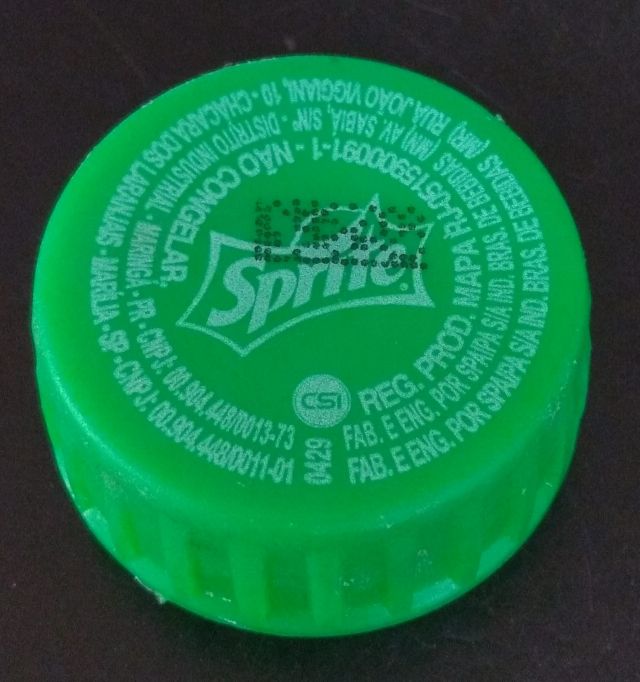 Sprite
CSI
REG. PROD. MAPA RJ-0515500091-1 - NÃO CONGELAR.
FAB. E ENG. POR SPAIPA S/A IND. BRAS. DE BEBIDAS (MN) AV. SABIÁ, S/Nº - DISTRITO INDUSTRIAL - MARINGÁ - PR - CNPJ: 00.904.448/0013-73
FAB. E ENG. POR SPAIPA S/A IND. BRAS. DE BEBIDAS (MR) RUA JOÃO VIGGIANI, 10 - CHÁCARA DOS LARANJAIS - MARÍLIA - SP - CNPJ: 00.904.448/0011-01
0429